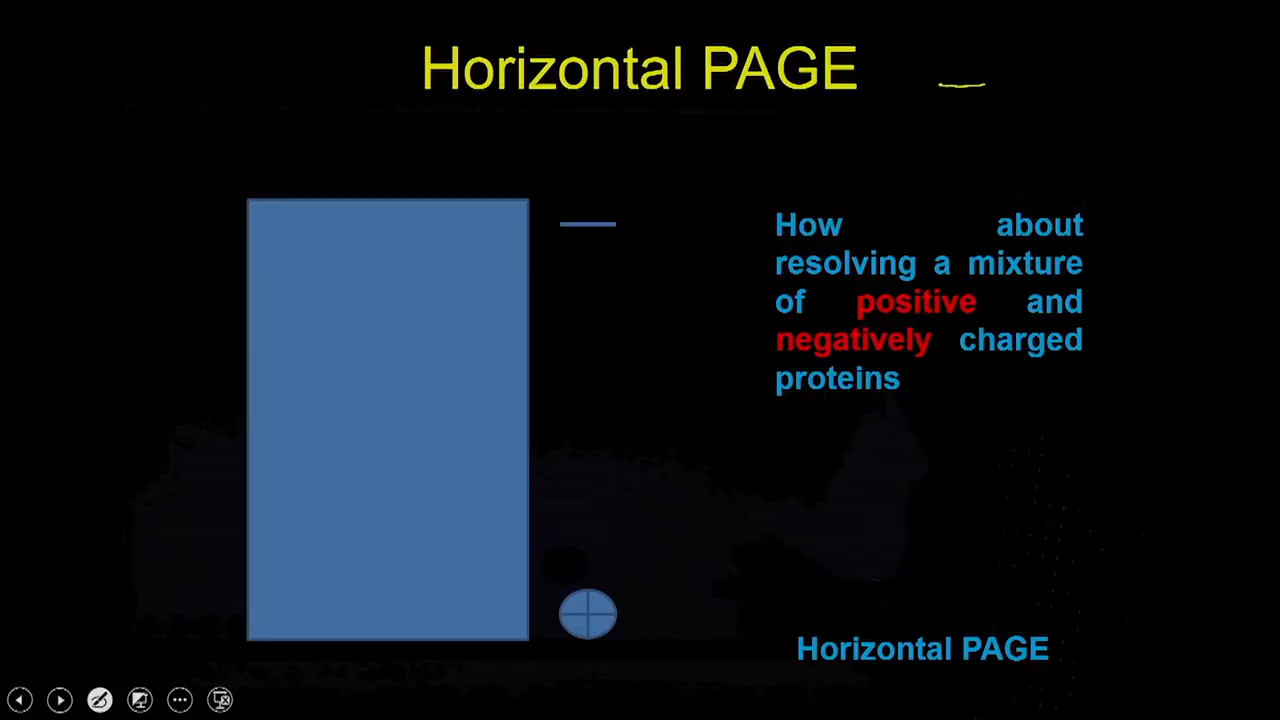 Horizontal PAGE
How about
resolving a mixture
of positive and
negatively charged
proteins
Horizontal PAGE